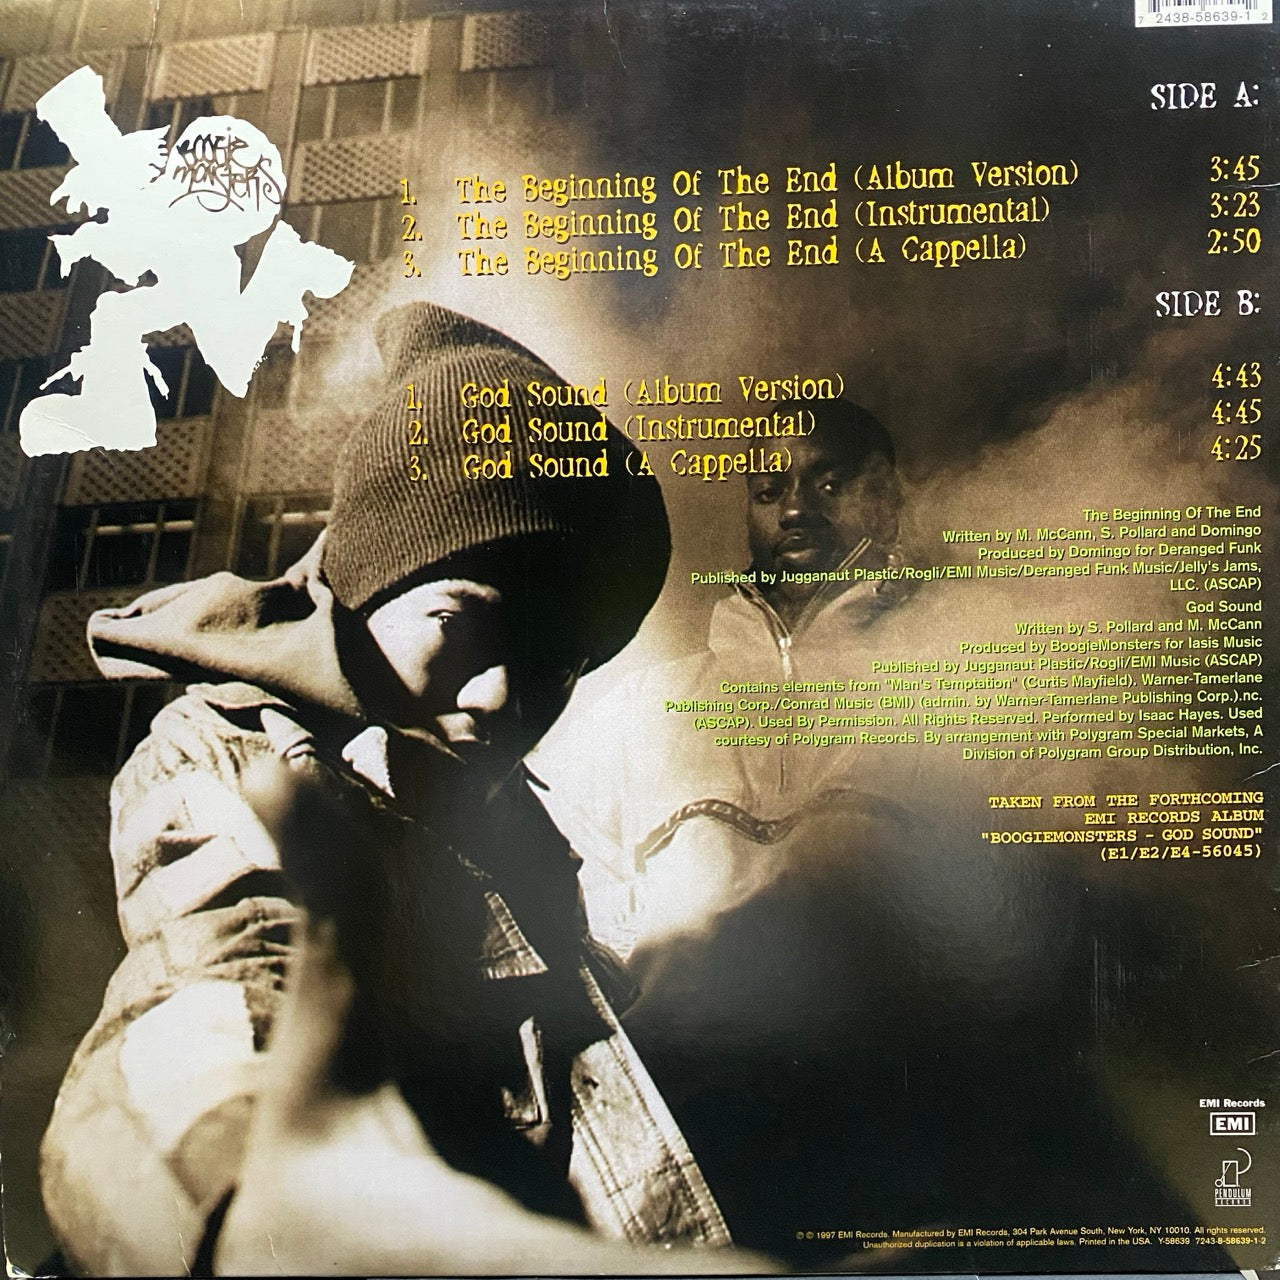 7 2438-58639-1 2
BOOGIE
MONSTERS
SIDE A:
1. The Beginning Of The End (Album Version) 3:45
2. The Beginning Of The End (Instrumental) 3:23
3. The Beginning Of The End (A Cappella) 2:50
SIDE B:
1. God Sound (Album Version) 4:43
2. God Sound (Instrumental) 4:45
3. God Sound (A Cappella) 4:25
The Beginning Of The End
Written by M. McCann, S. Pollard and Domingo
Produced by Domingo for Deranged Funk
Published by Jugganaut Plastic/Rogli/EMI Music/Deranged Funk Music/Jelly's Jams,
LLC. (ASCAP)
God Sound
Written by S. Pollard and M. McCann
Produced by BoogieMonsters for Iasis Music
Published by Jugganaut Plastic/Rogli/EMI Music (ASCAP)
Contains elements from "Man's Temptation" (Curtis Mayfield). Warner-Tamerlane
Publishing Corp./Conrad Music (BMI) (admin. by Warner-Tamerlane Publishing Corp.).nc.
(ASCAP). Used By Permission. All Rights Reserved. Performed by Isaac Hayes. Used
courtesy of Polygram Records. By arrangement with Polygram Special Markets, A
Division of Polygram Group Distribution, Inc.
TAKEN FROM THE FORTHCOMING
EMI RECORDS ALBUM
"BOOGIEMONSTERS - GOD SOUND"
(E1/E2/E4-56045)
EMI Records
EMI
PENDULUM
RECORDS
℗ © 1997 EMI Records. Manufactured by EMI Records, 304 Park Avenue South, New York, NY 10010. All rights reserved.
Unauthorized duplication is a violation of applicable laws. Printed in the USA. Y-58639 7243-8-58639-1-2